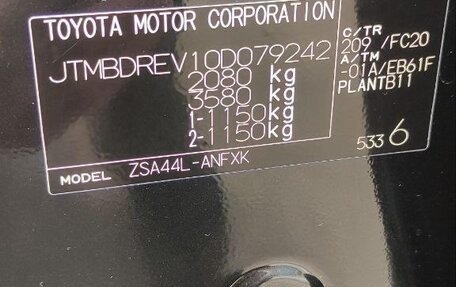 TOYOTA MOTOR CORPORATION
JTMBDREV10D079242
2080 kg
3580 kg
1-1150kg
2-1150kg
C/TR
209 /FC20
A/TM
-01A/EB61F
PLANTB11
533 6
MODEL ZSA44L-ANFXK